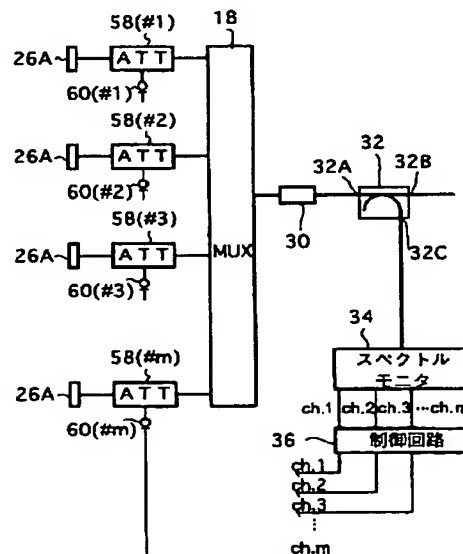 58(#1)
18
26A
ATT
60(#1)
58(#2)
26A
ATT
60(#2)
58(#3)
26A
ATT
60(#3)
58(#m)
26A
ATT
60(#m)
MUX
30
32
32A
32B
32C
34
スペクトル
モニタ
ch.1 ch.2 ch.3 …ch.m
36
制御回路
ch.1
ch.2
ch.3
⋮
ch.m